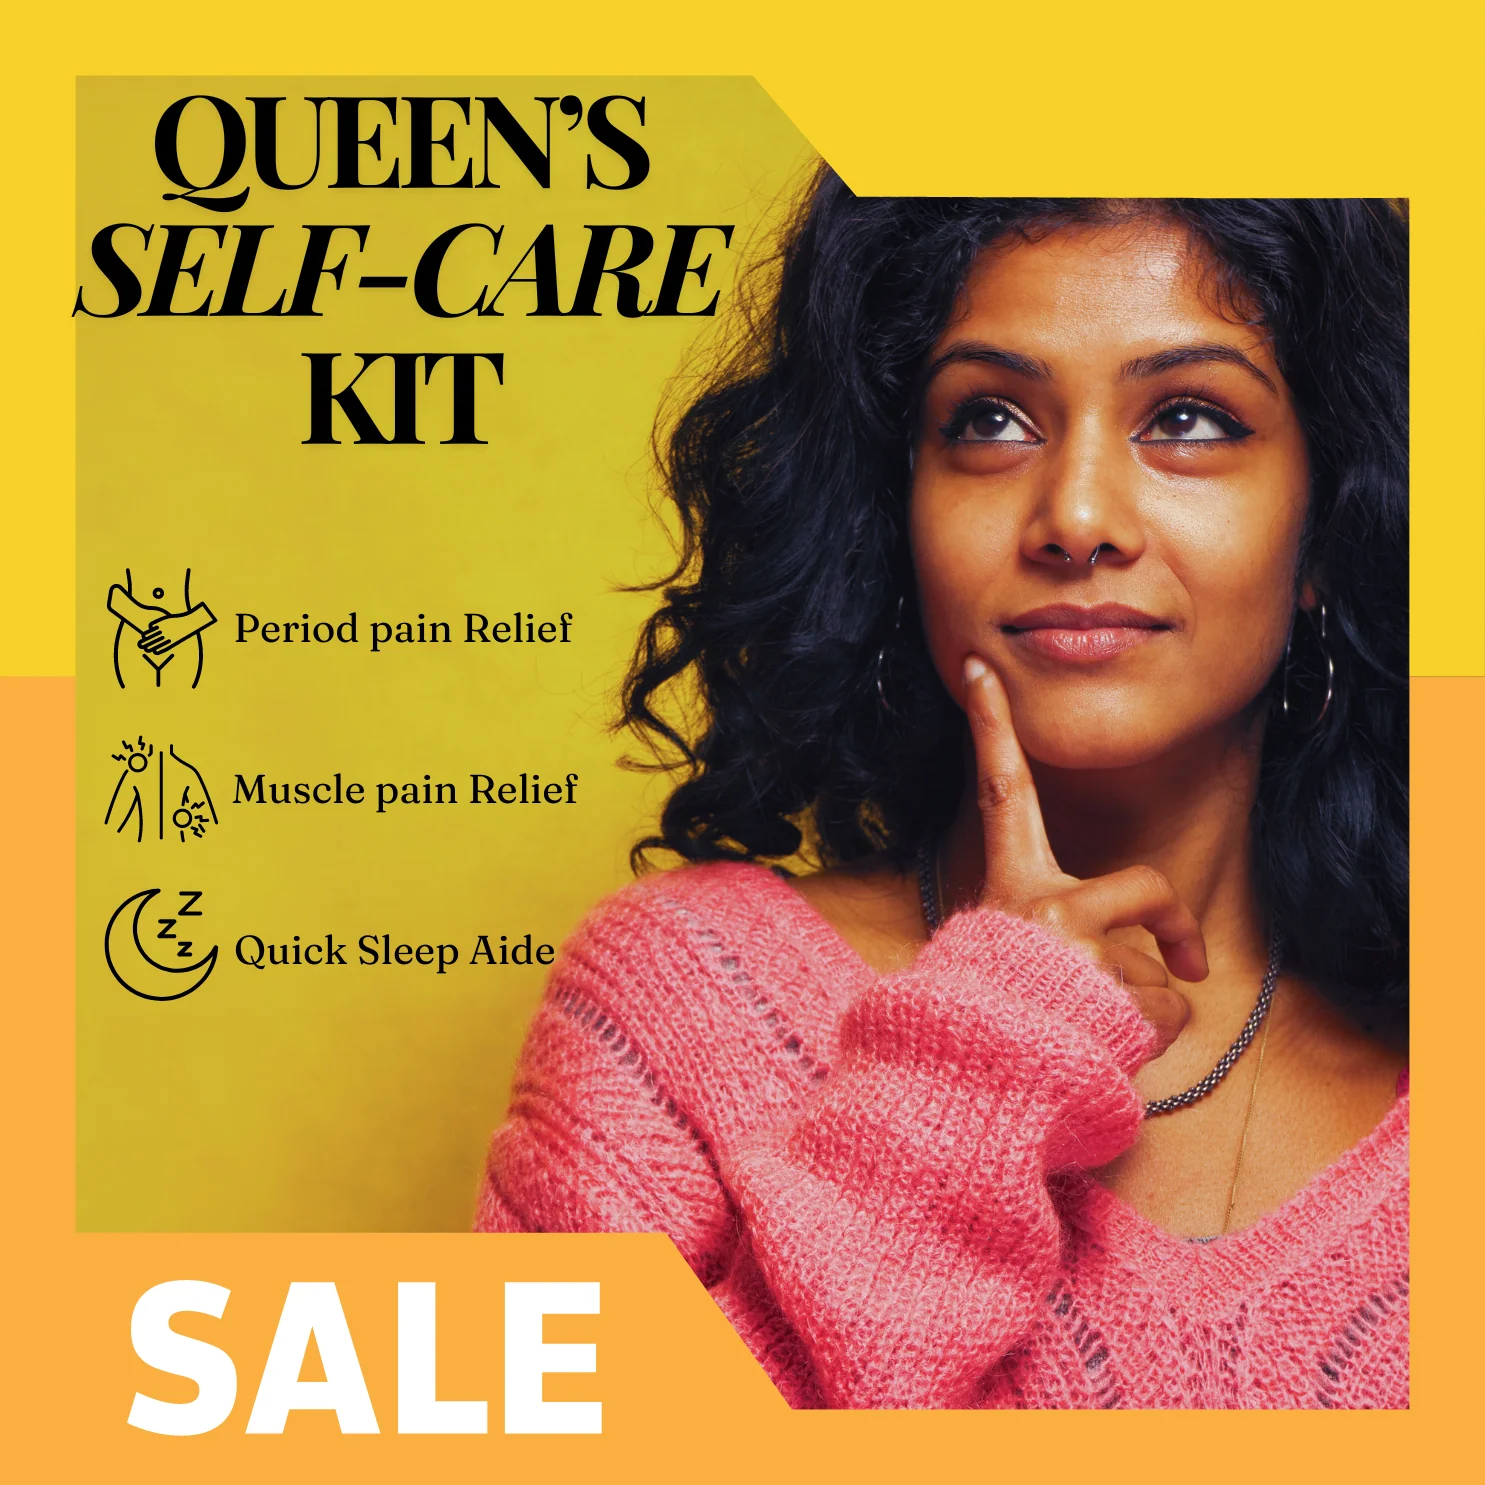 QUEEN’S
SELF-CARE
KIT
Period pain Relief
Muscle pain Relief
Z
Z
Z
Quick Sleep Aide
SALE